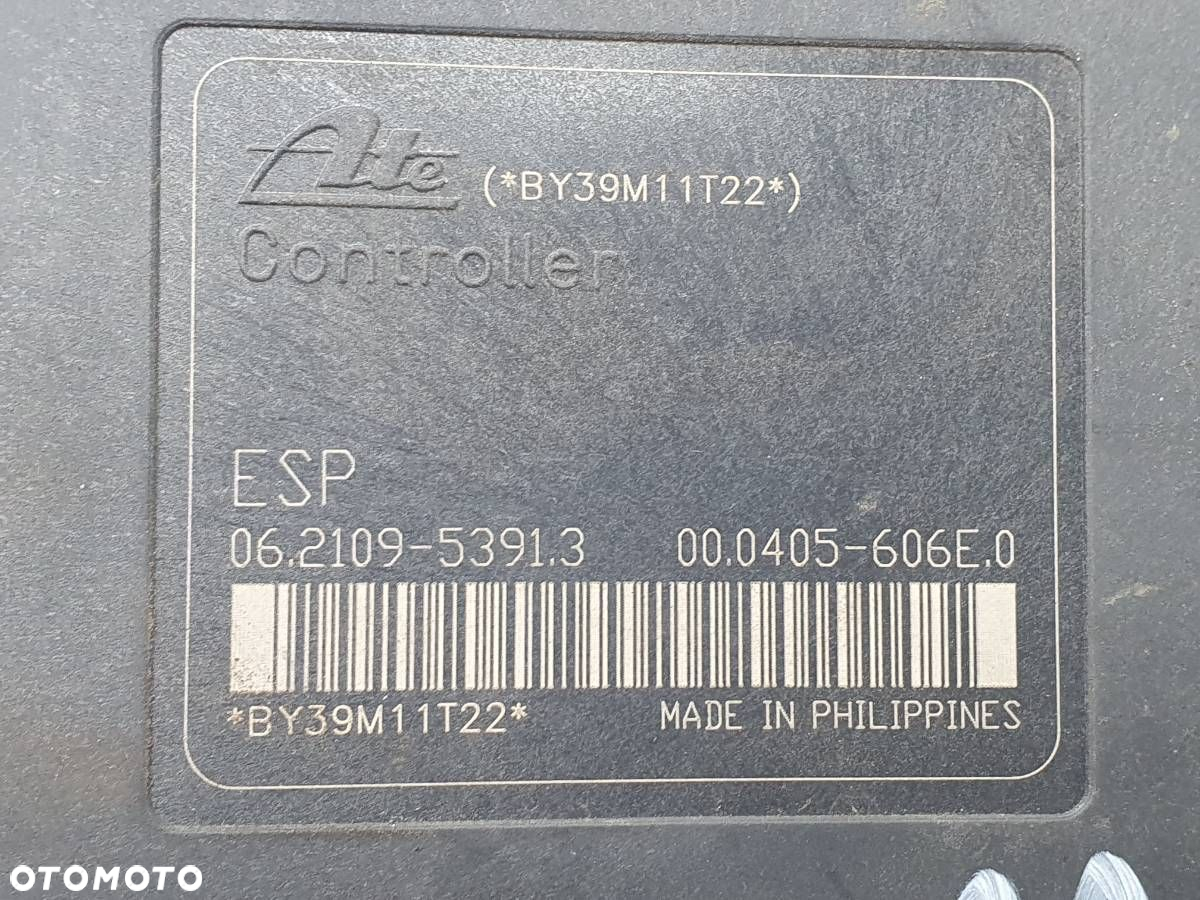 Ate (*BY39M11T22*)
Controller
ESP
06.2109-5391.3 00.0405-606E.0
*BY39M11T22* MADE IN PHILIPPINES
OTOMOTO